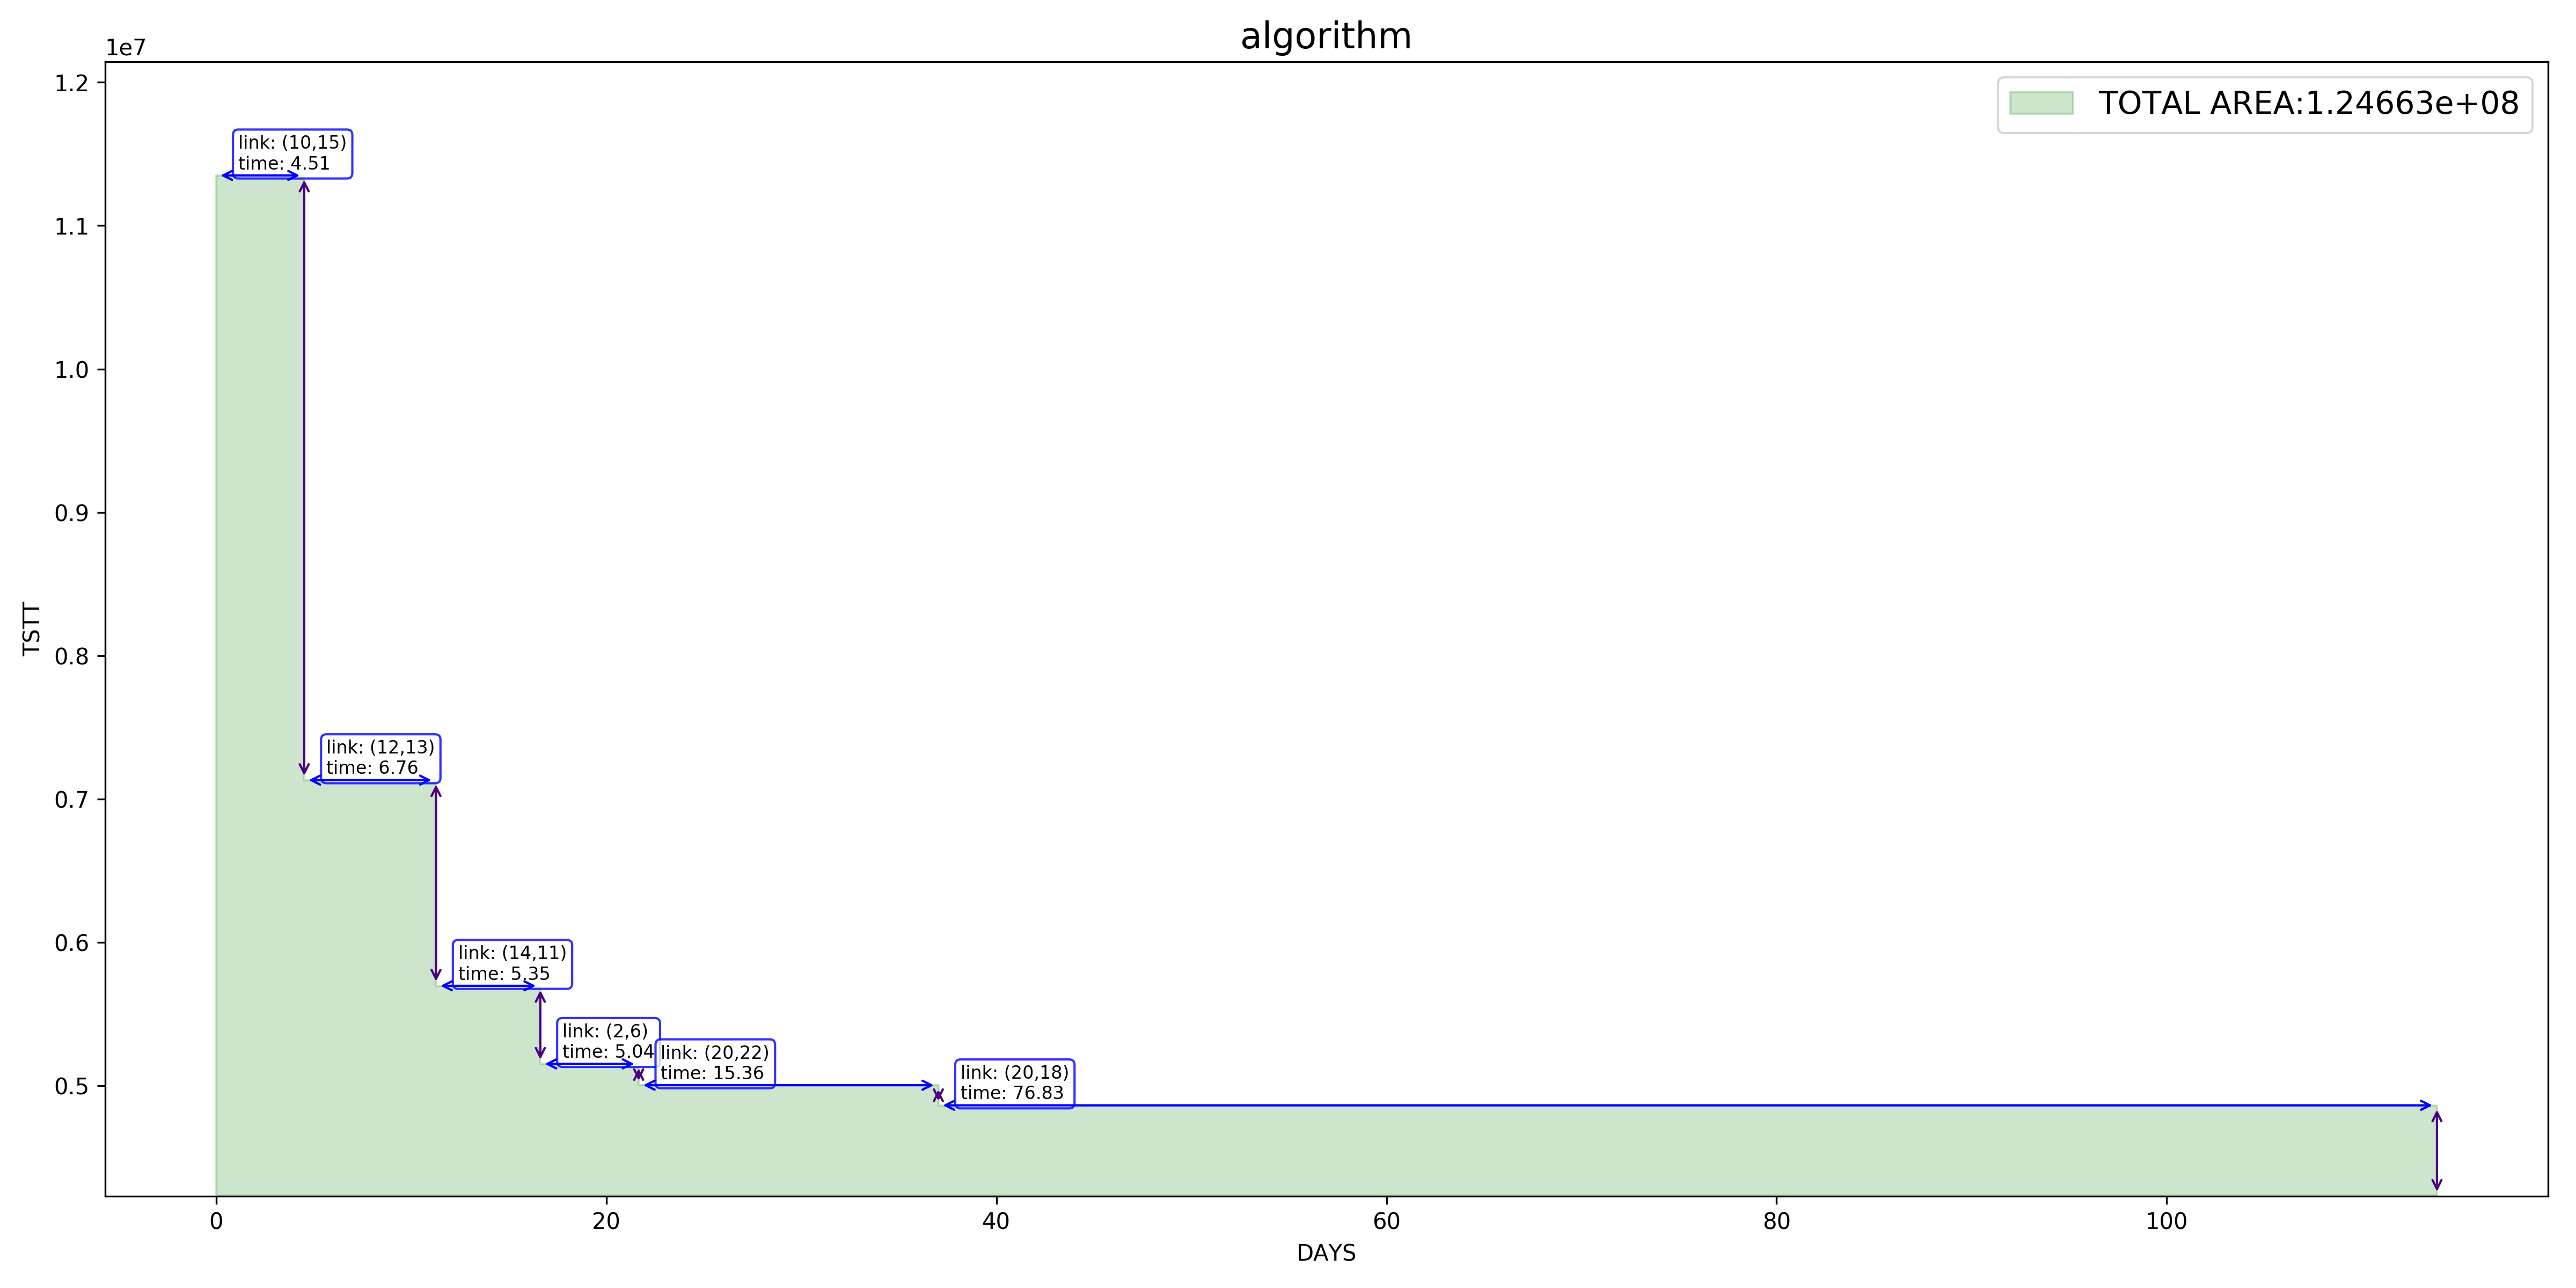 algorithm
1e7
TOTAL AREA:1.24663e+08
1.2
1.1
1.0
0.9
0.8
0.7
0.6
0.5
TSTT
link: (10,15)
time: 4.51
link: (12,13)
time: 6.76
link: (14,11)
time: 5.35
link: (2,6)
time: 5.04
link: (20,22)
time: 15.36
link: (20,18)
time: 76.83
0
20
40
60
80
100
DAYS